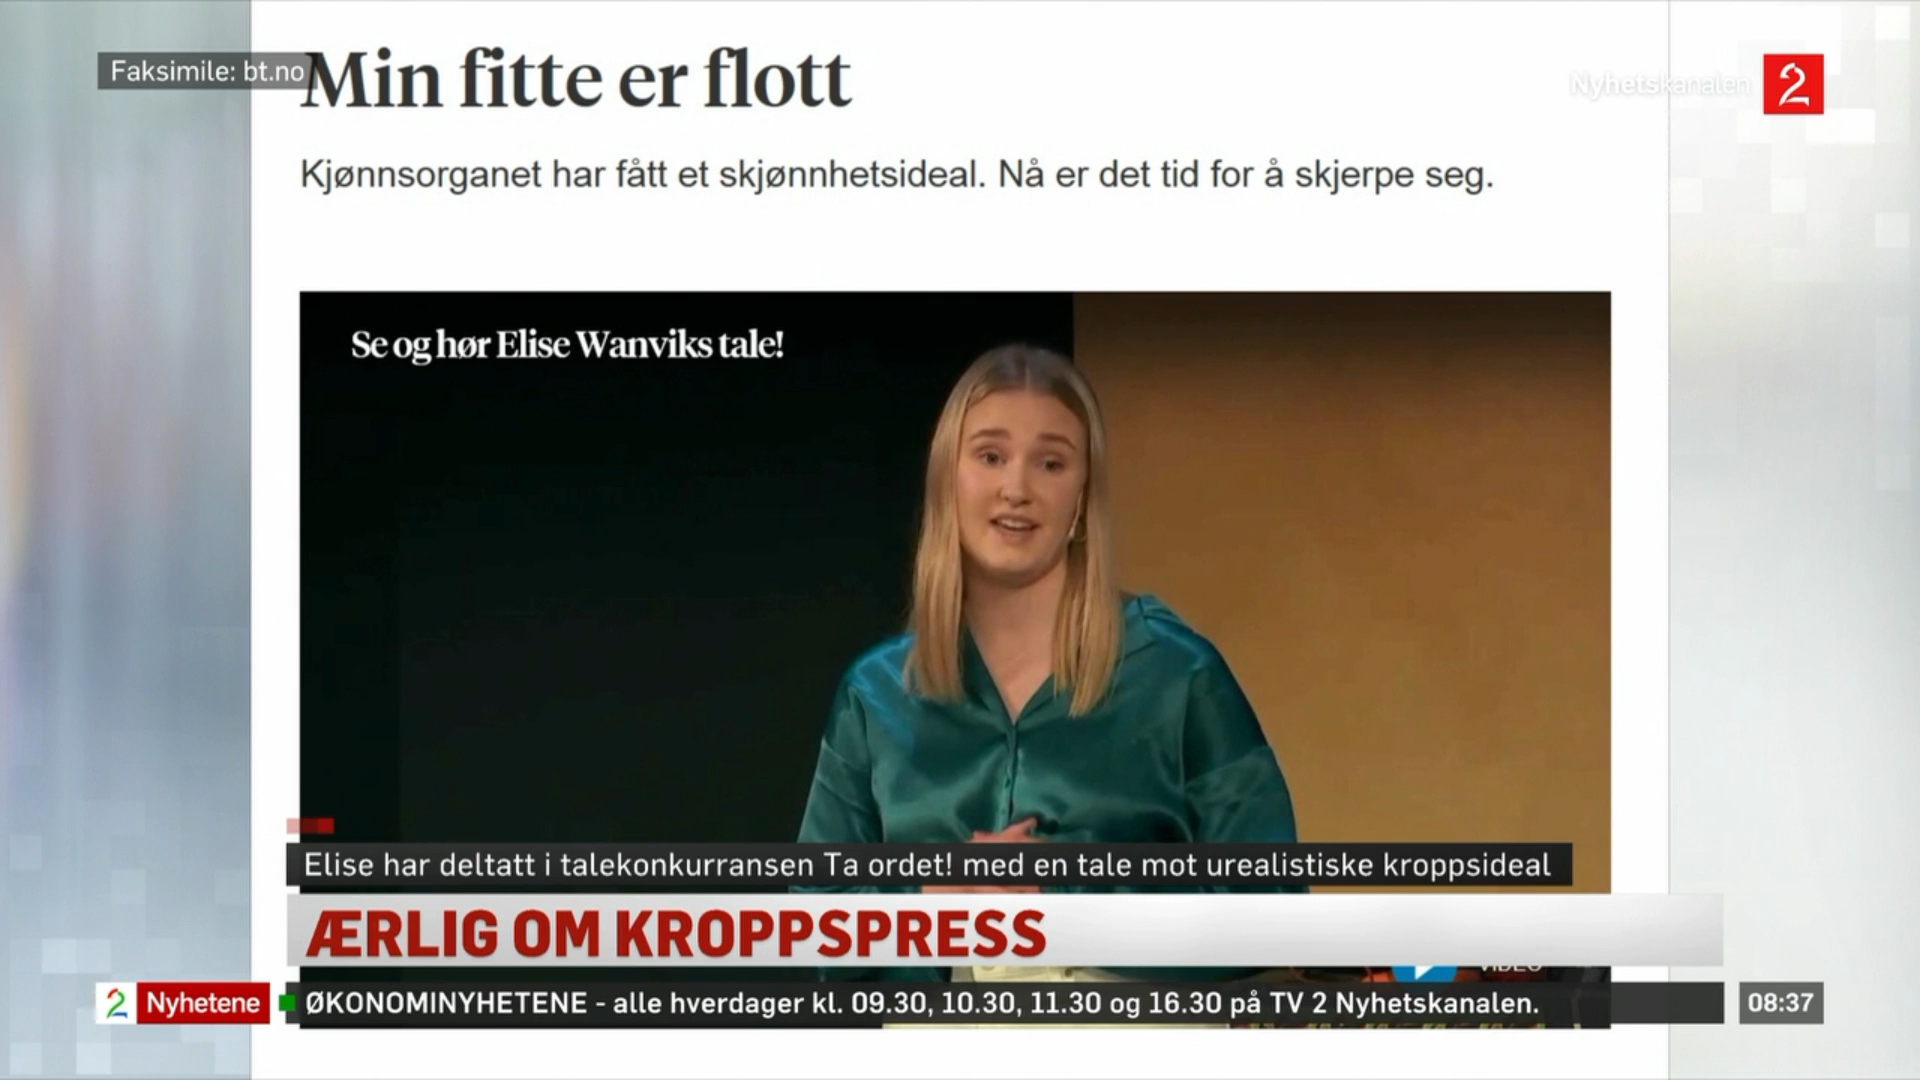 Faksimile: bt.no
Min fitte er flott
Nyhetskanalen 2
Kjønnsorganet har fått et skjønnhetsideal. Nå er det tid for å skjerpe seg.
Se og hør Elise Wanviks tale!
Elise har deltatt i talekonkurransen Ta ordet! med en tale mot urealistiske kroppsideal
ÆRLIG OM KROPPSPRESS
VIDEO
2 Nyhetene
ØKONOMINYHETENE - alle hverdager kl. 09.30, 10.30, 11.30 og 16.30 på TV 2 Nyhetskanalen.
08:37